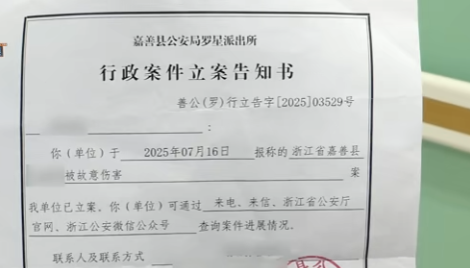 嘉善县公安局罗星派出所
行政案件立案告知书
善公(罗)行立告字[2025]03529号
:
你(单位)于 2025年07月16日 报称的 浙江省嘉善县
被故意伤害 案
我单位已立案。你(单位)可通过 来电、来信、浙江省公安厅
官网、浙江公安微信公众号 查询案件进展情况。
联系人及联系方式